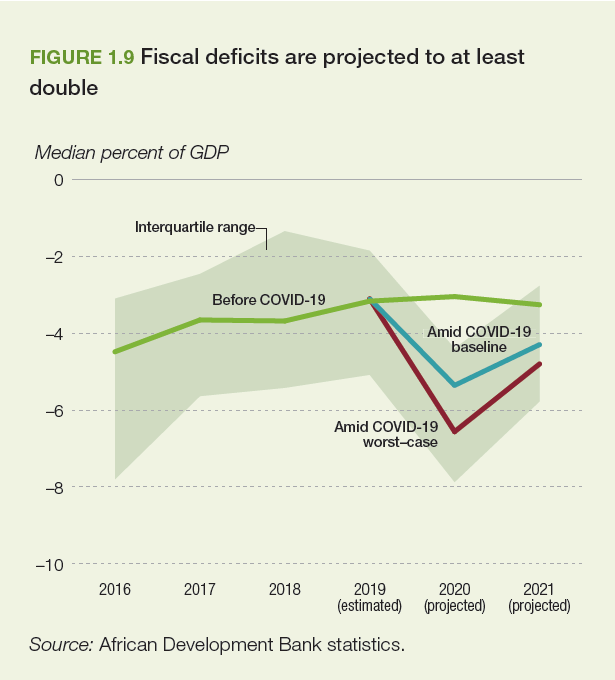 FIGURE 1.9 Fiscal deficits are projected to at least
double
Median percent of GDP
0
–2
–4
–6
–8
–10
Interquartile range
Before COVID-19
Amid COVID-19
baseline
Amid COVID-19
worst–case
2016 2017 2018 2019 2020 2021
(estimated) (projected) (projected)
Source: African Development Bank statistics.